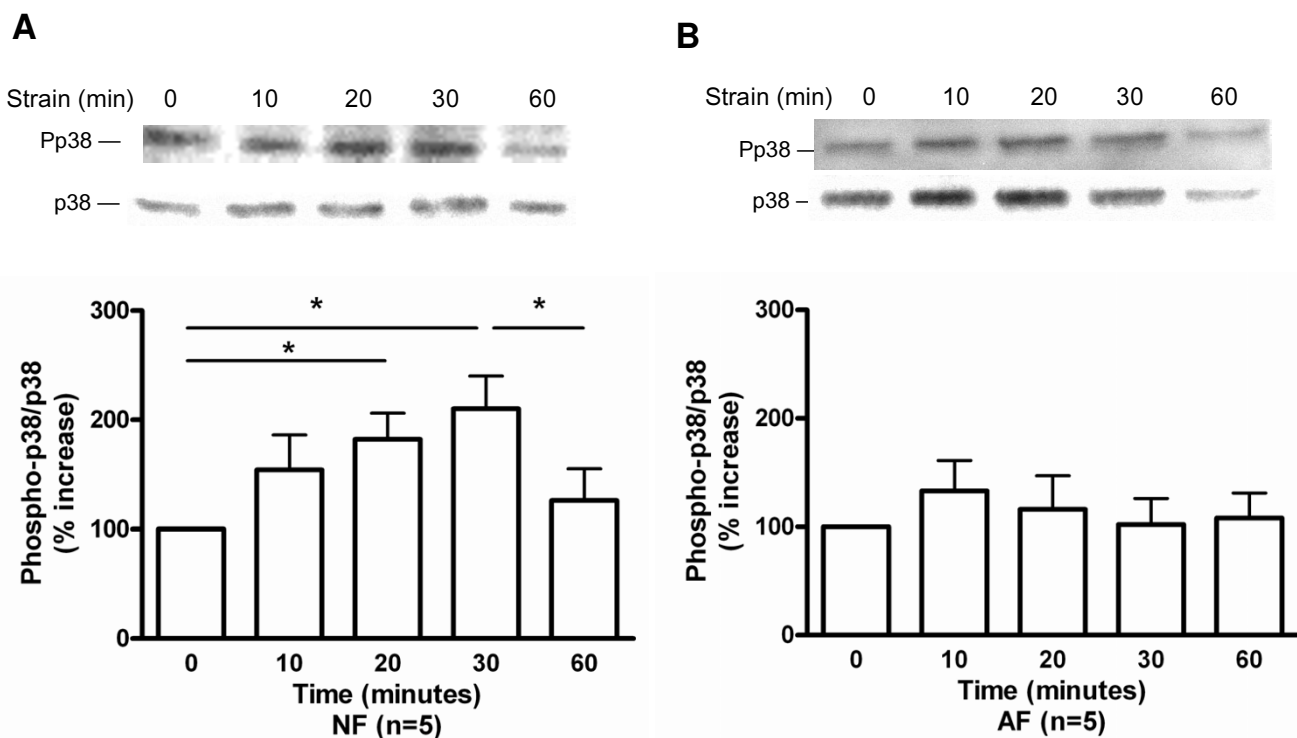 A
Strain (min) 0 10 20 30 60
Pp38 —
p38 —
300
200
100
0
Phospho-p38/p38
(% increase)
*
*
*
0 10 20 30 60
Time (minutes)
NF (n=5)
B
Strain (min) 0 10 20 30 60
Pp38 —
p38 –
300
200
100
0
Phospho-p38/p38
(% increase)
0 10 20 30 60
Time (minutes)
AF (n=5)